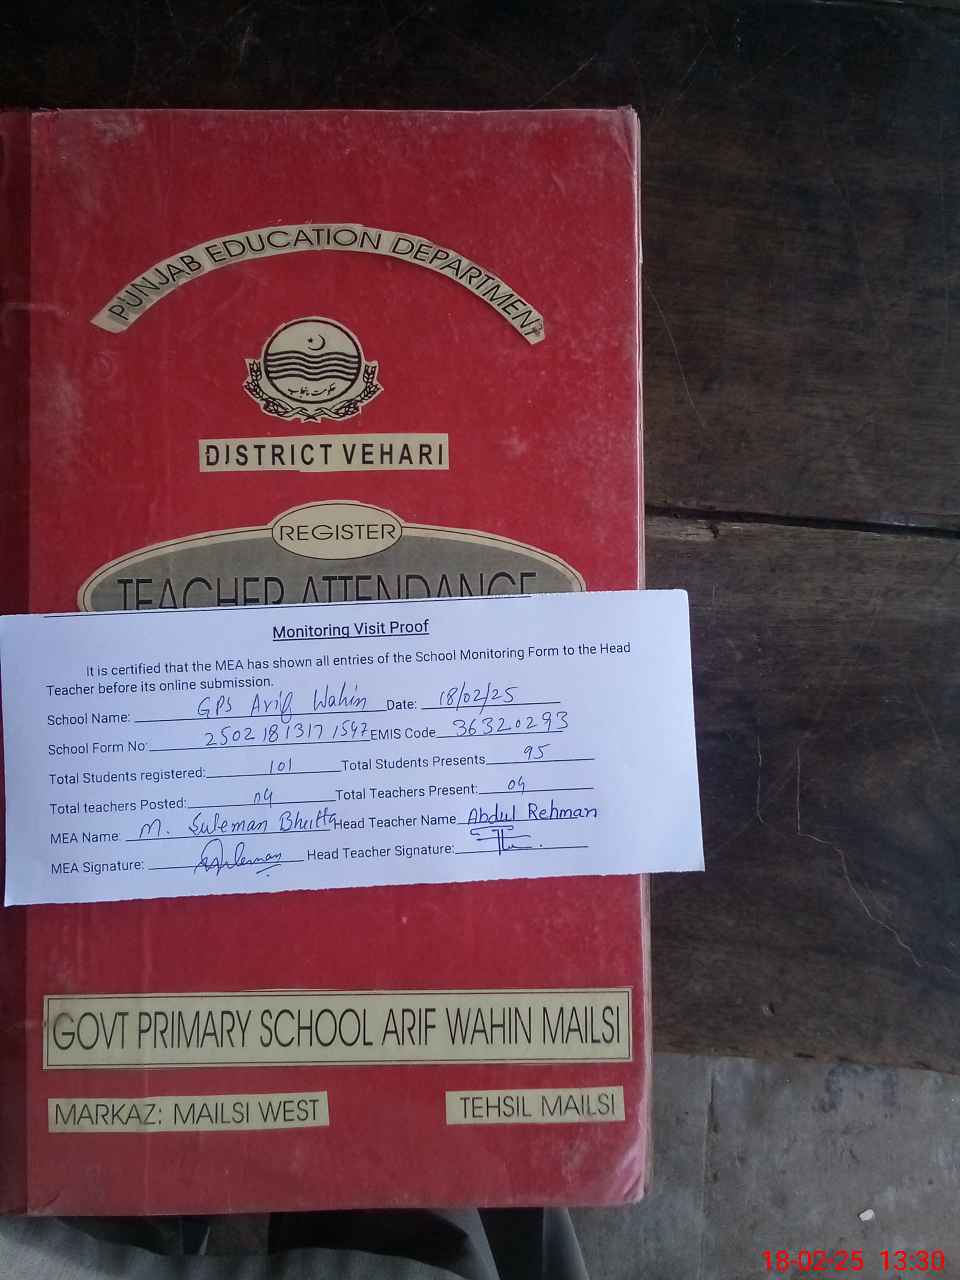 PUNJAB EDUCATION DEPARTMENT
حکومت پنجاب
DISTRICT VEHARI
REGISTER
TEACHER ATTENDANCE
Monitoring Visit Proof
It is certified that the MEA has shown all entries of the School Monitoring Form to the Head
Teacher before its online submission.
School Name: GPS Arif Wahin Date: 18/02/25
School Form No: 2502181317 1547 EMIS Code 36320293
Total Students registered: 101 Total Students Presents 95
Total teachers Posted: 04 Total Teachers Present: 04
MEA Name: M. Suleman Bhutta Head Teacher Name Abdul Rehman
MEA Signature: Suleman Head Teacher Signature:
GOVT PRIMARY SCHOOL ARIF WAHIN MAILSI
MARKAZ: MAILSI WEST TEHSIL MAILSI
18-02-25 13:30